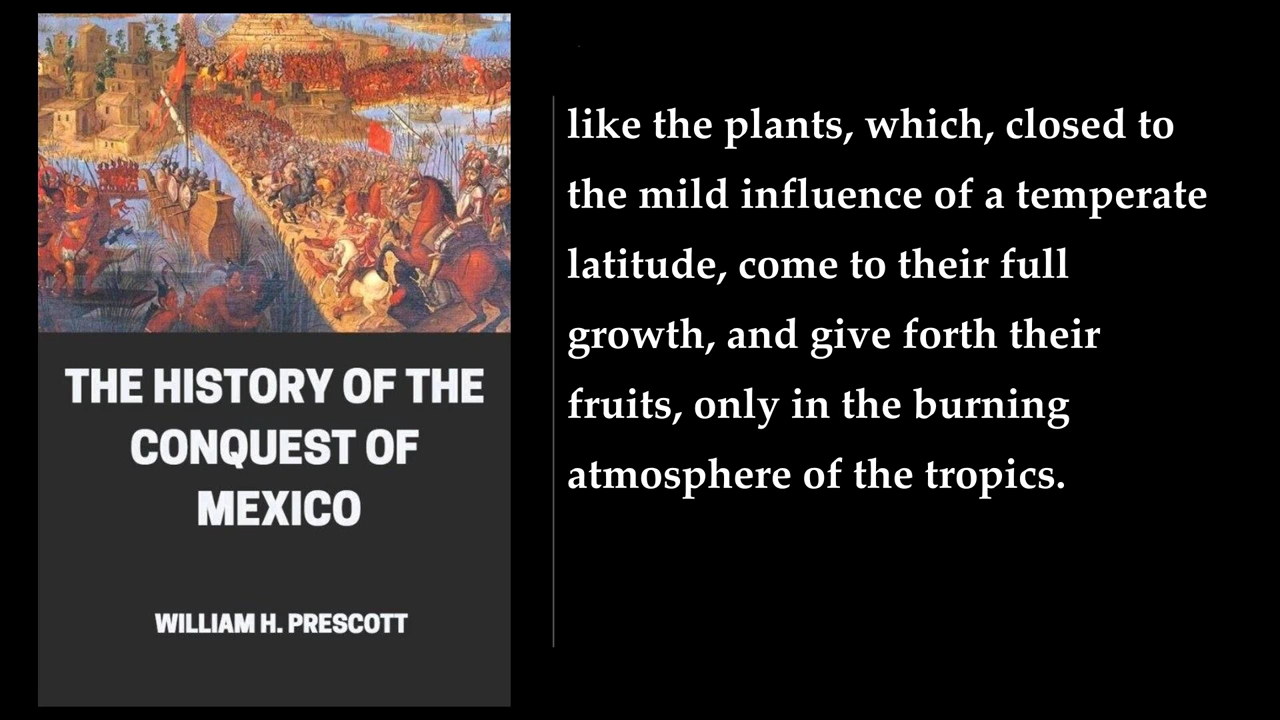 THE HISTORY OF THE
CONQUEST OF
MEXICO
WILLIAM H. PRESCOTT
like the plants, which, closed to
the mild influence of a temperate
latitude, come to their full
growth, and give forth their
fruits, only in the burning
atmosphere of the tropics.